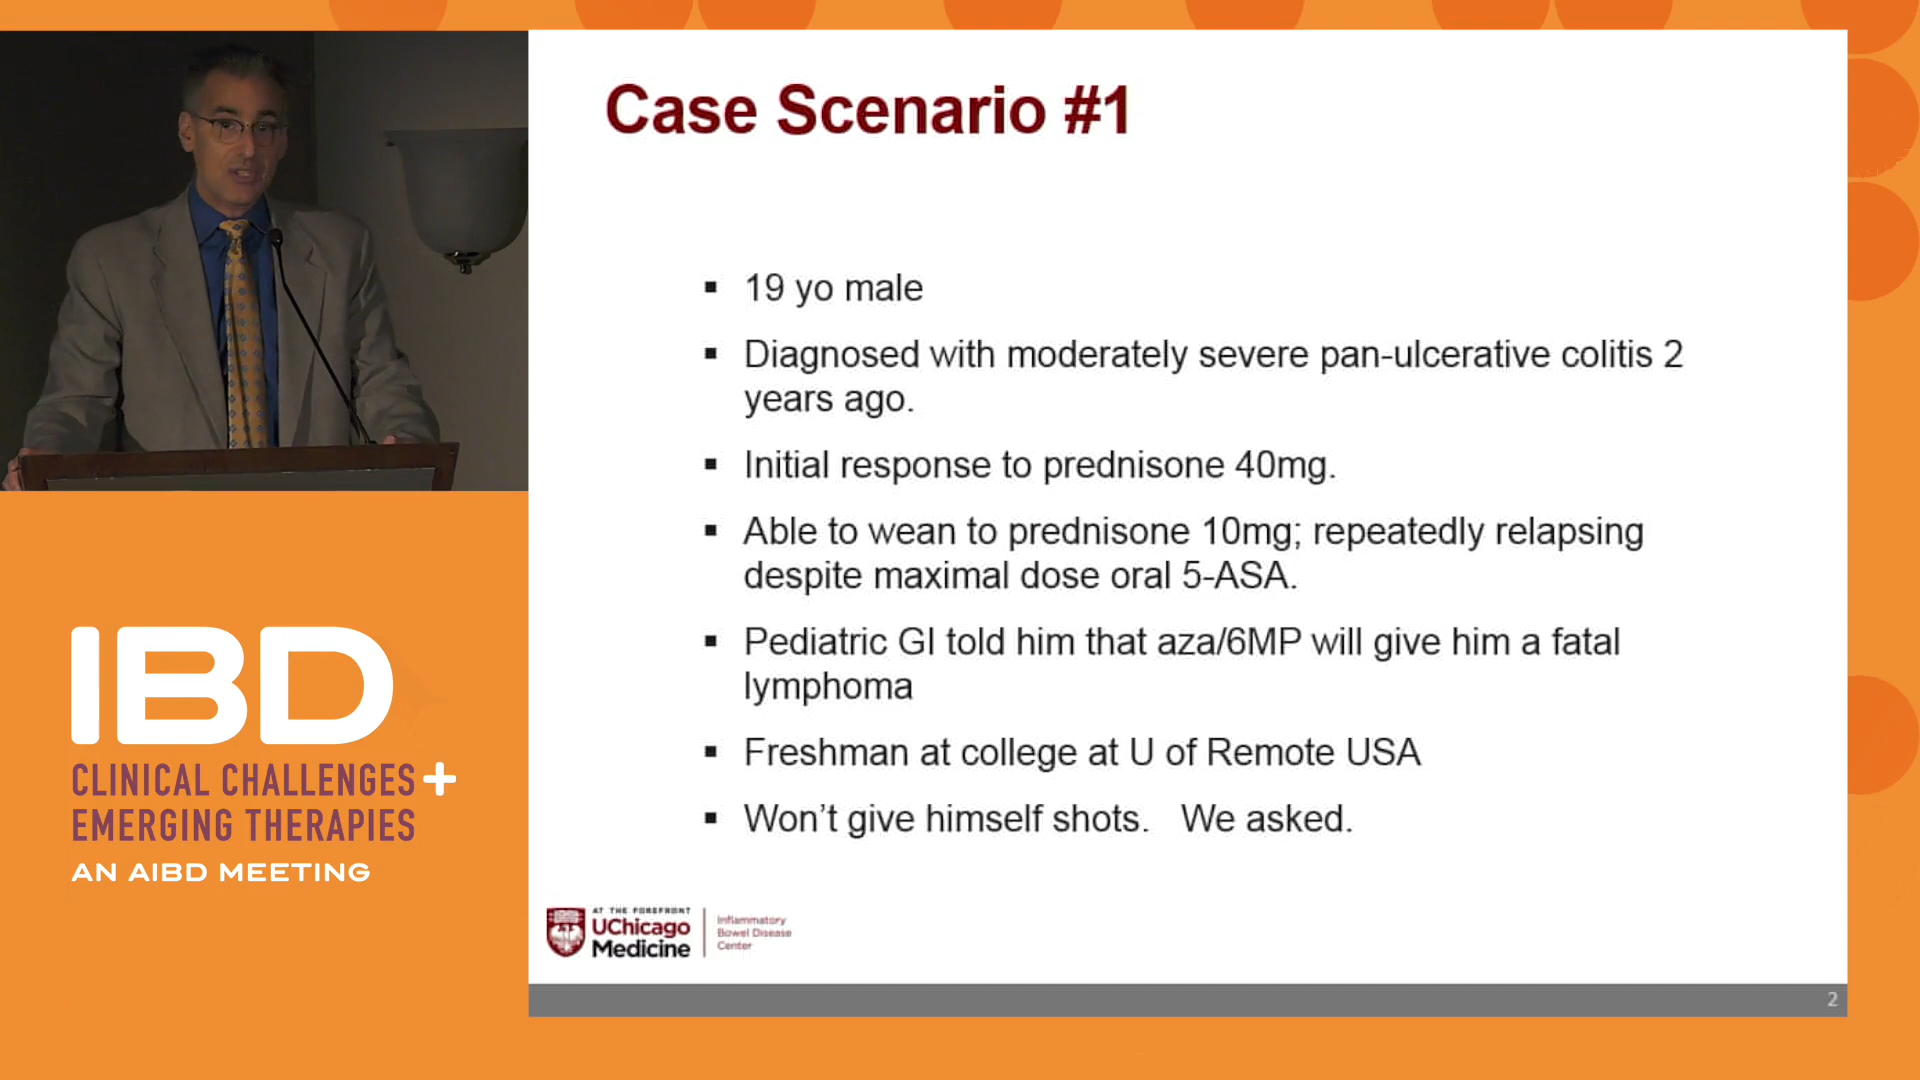 Case Scenario #1
▪ 19 yo male
▪ Diagnosed with moderately severe pan-ulcerative colitis 2
years ago.
▪ Initial response to prednisone 40mg.
▪ Able to wean to prednisone 10mg; repeatedly relapsing
despite maximal dose oral 5-ASA.
▪ Pediatric GI told him that aza/6MP will give him a fatal
lymphoma
▪ Freshman at college at U of Remote USA
▪ Won't give himself shots.   We asked.
AT THE FOREFRONT
UChicago
Medicine
Inflammatory
Bowel Disease
Center
2
IBD
CLINICAL CHALLENGES +
EMERGING THERAPIES
AN AIBD MEETING